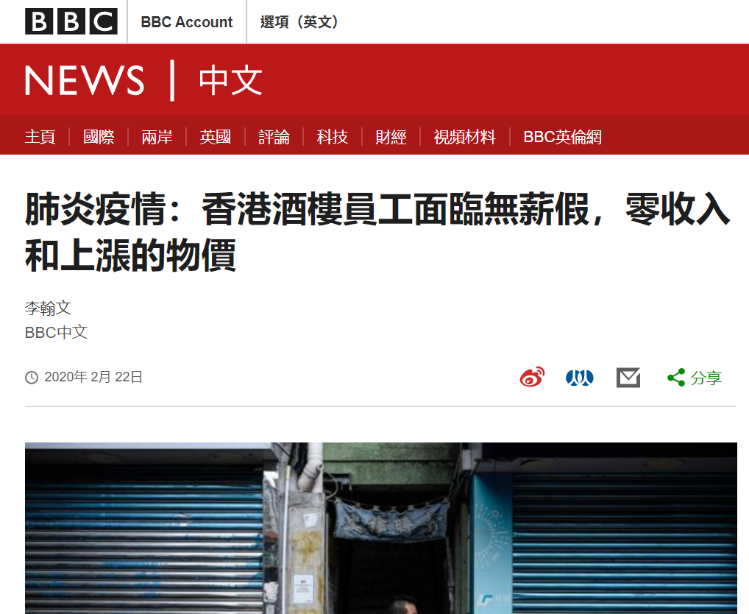 BBC BBC Account 選項（英文）
NEWS 中文
主頁 國際 兩岸 英國 評論 科技 財經 視頻材料 BBC英倫網
肺炎疫情：香港酒樓員工面臨無薪假，零收入
和上漲的物價
李翰文
BBC中文
2020年 2月 22日 分享